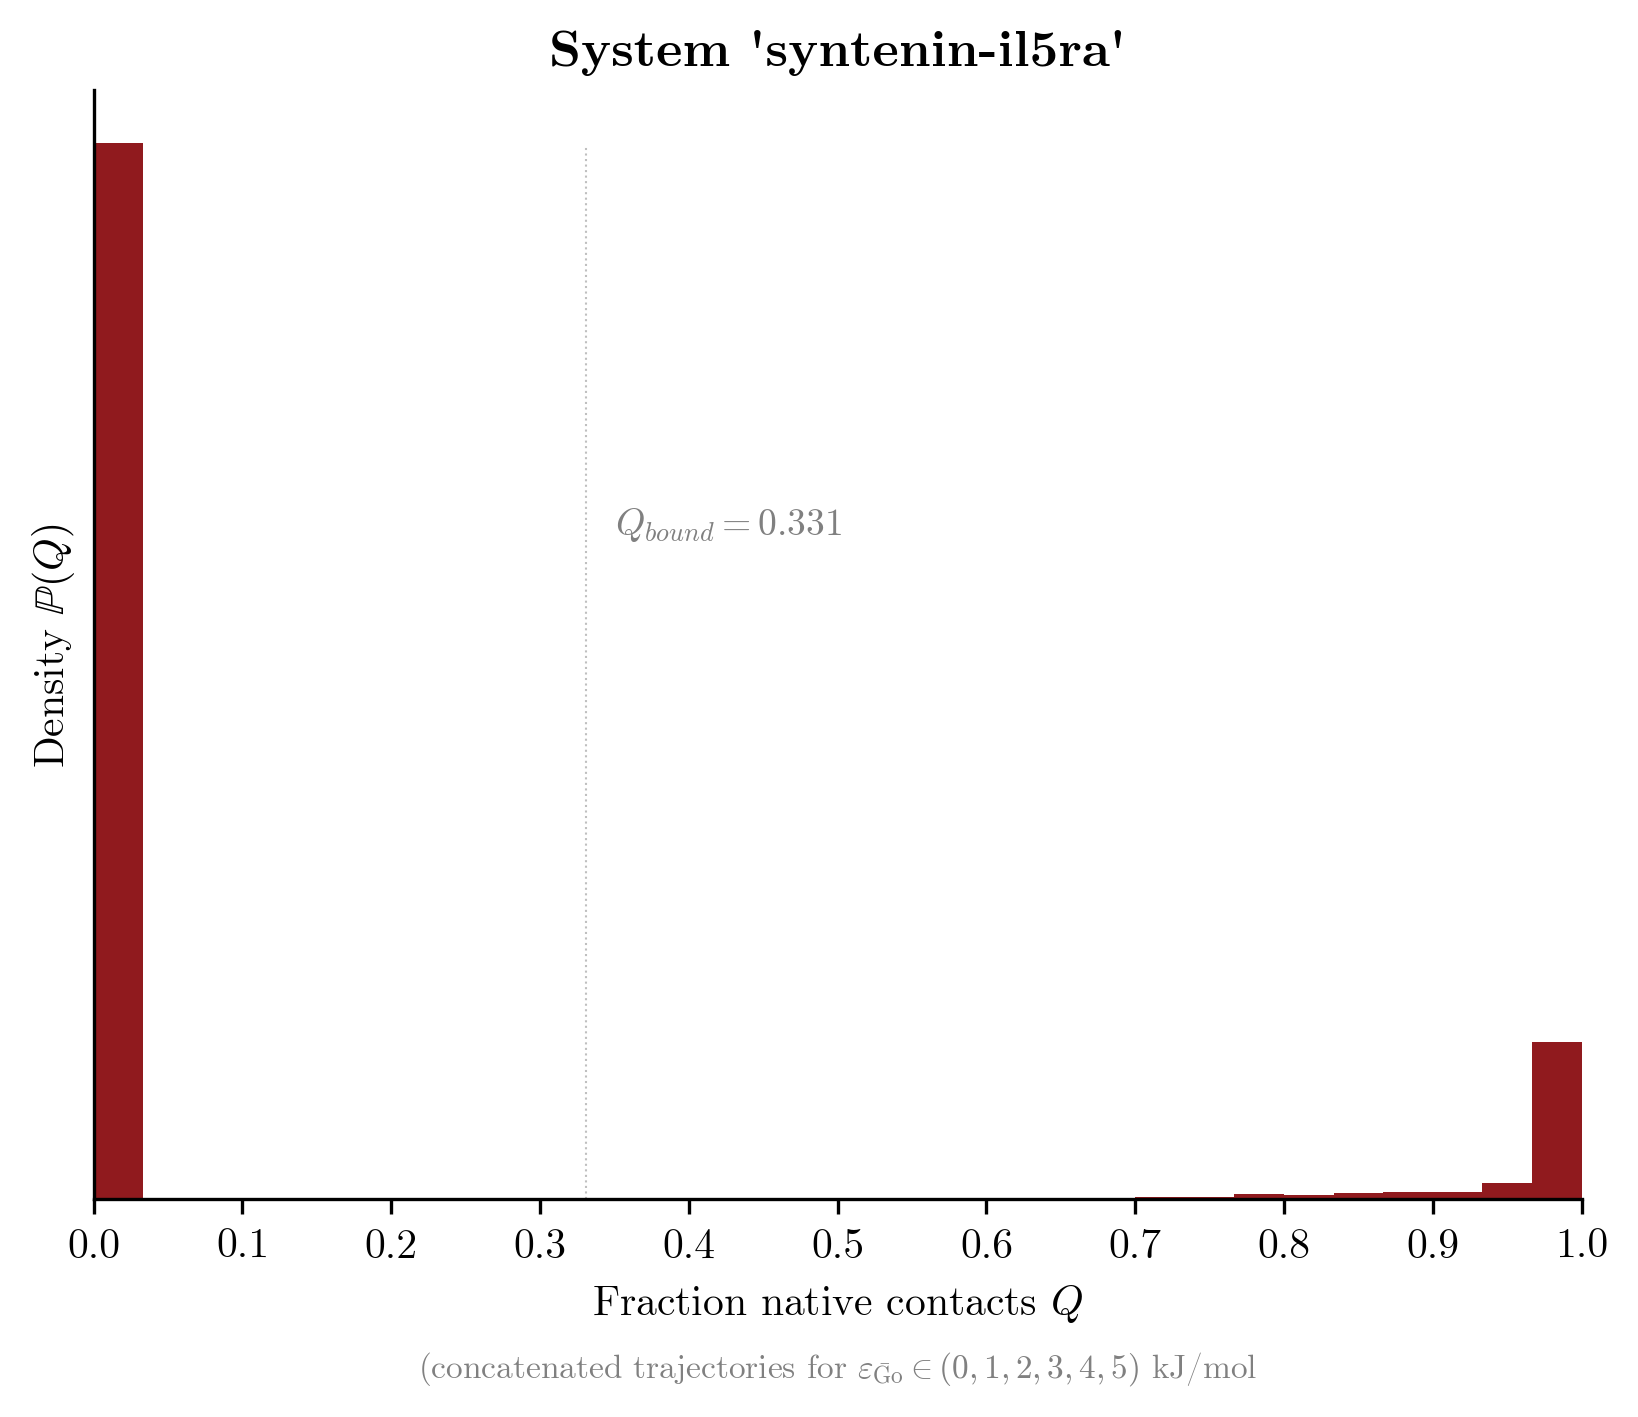 System 'syntenin-il5ra'
Density ℙ(Q)
Q_bound = 0.331
0.0 0.1 0.2 0.3 0.4 0.5 0.6 0.7 0.8 0.9 1.0
Fraction native contacts Q
(concatenated trajectories for ε_Ḡo ∈ (0, 1, 2, 3, 4, 5) kJ/mol